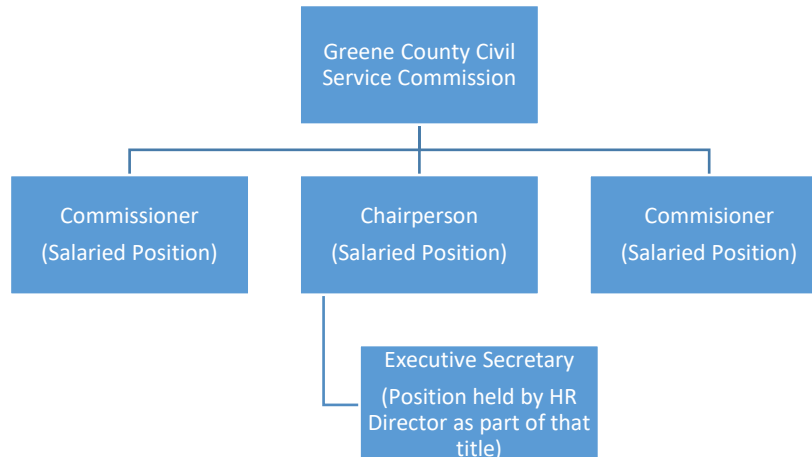 Greene County Civil
Service Commission
Commissioner
(Salaried Position)
Chairperson
(Salaried Position)
Commisioner
(Salaried Position)
Executive Secretary
(Position held by HR
Director as part of that
title)